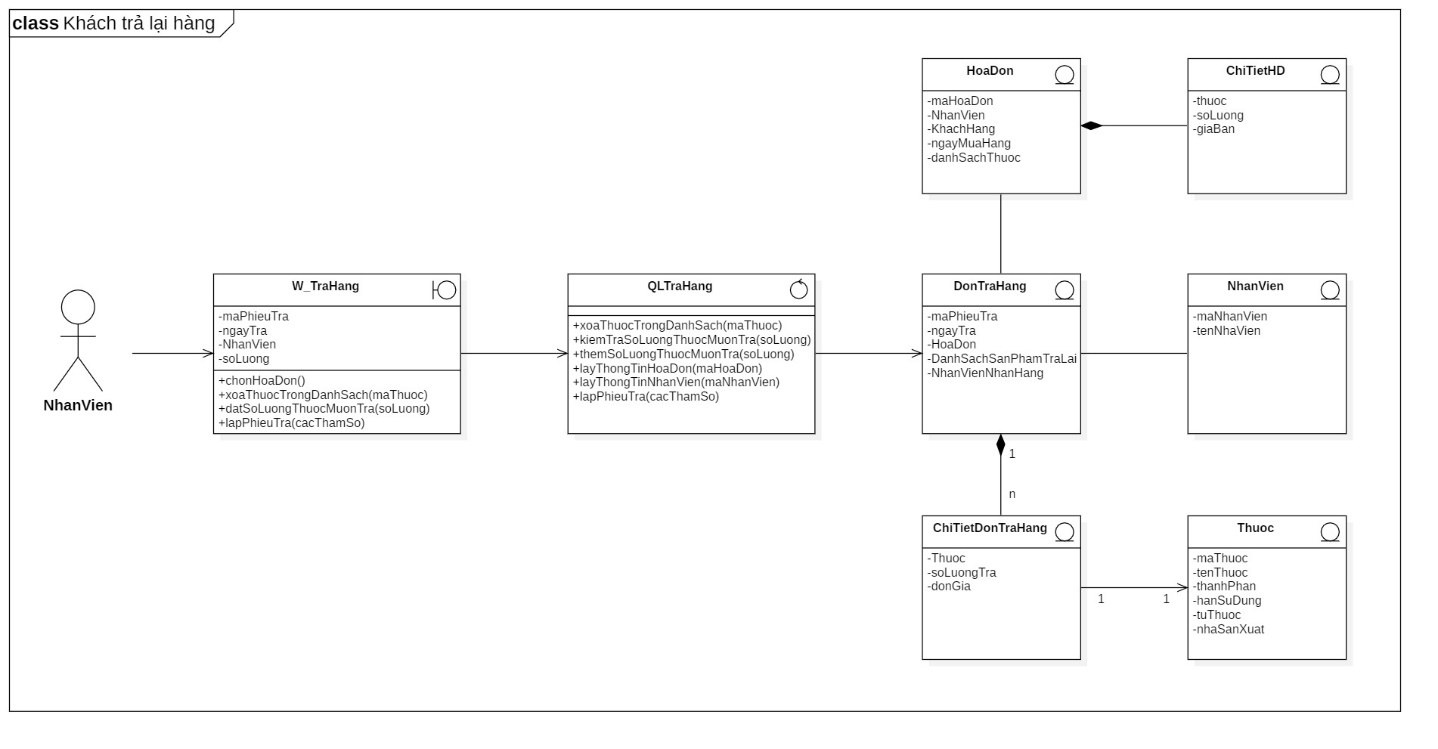 class Khách trả lại hàng
HoaDon
-maHoaDon
-NhanVien
-KhachHang
-ngayMuaHang
-danhSachThuoc
ChiTietHD
-thuoc
-soLuong
-giaBan
NhanVien
W_TraHang
-maPhieuTra
-ngayTra
-NhanVien
-soLuong
+chonHoaDon()
+xoaThuocTrongDanhSach(maThuoc)
+datSoLuongThuocMuonTra(soLuong)
+lapPhieuTra(cacThamSo)
QLTraHang
+xoaThuocTrongDanhSach(maThuoc)
+kiemTraSoLuongThuocMuonTra(soLuong)
+themSoLuongThuocMuonTra(soLuong)
+layThongTinHoaDon(maHoaDon)
+layThongTinNhanVien(maNhanVien)
+lapPhieuTra(cacThamSo)
DonTraHang
-maPhieuTra
-ngayTra
-HoaDon
-DanhSachSanPhamTraLai
-NhanVienNhanHang
NhanVien
-maNhanVien
-tenNhaVien
1
n
ChiTietDonTraHang
-Thuoc
-soLuongTra
-donGia
1
1
Thuoc
-maThuoc
-tenThuoc
-thanhPhan
-hanSuDung
-tuThuoc
-nhaSanXuat